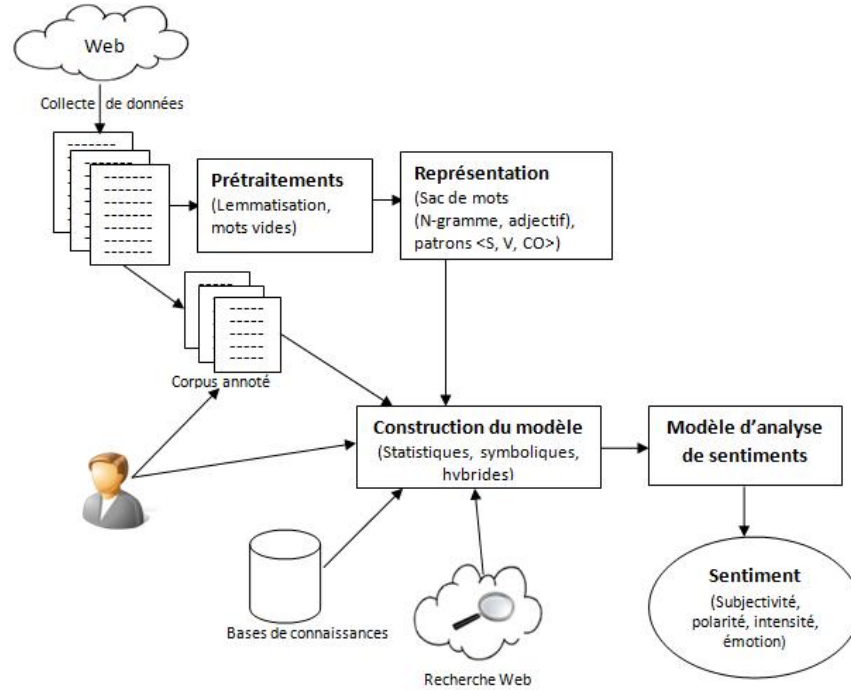 Web
Collecte de données
Prétraitements
(Lemmatisation,
mots vides)
Représentation
(Sac de mots
(N-gramme, adjectif),
patrons <S, V, CO>)
Corpus annoté
Construction du modèle
(Statistiques, symboliques,
hybrides)
Modèle d'analyse
de sentiments
Bases de connaissances
Recherche Web
Sentiment
(Subjectivité,
polarité, intensité,
émotion)